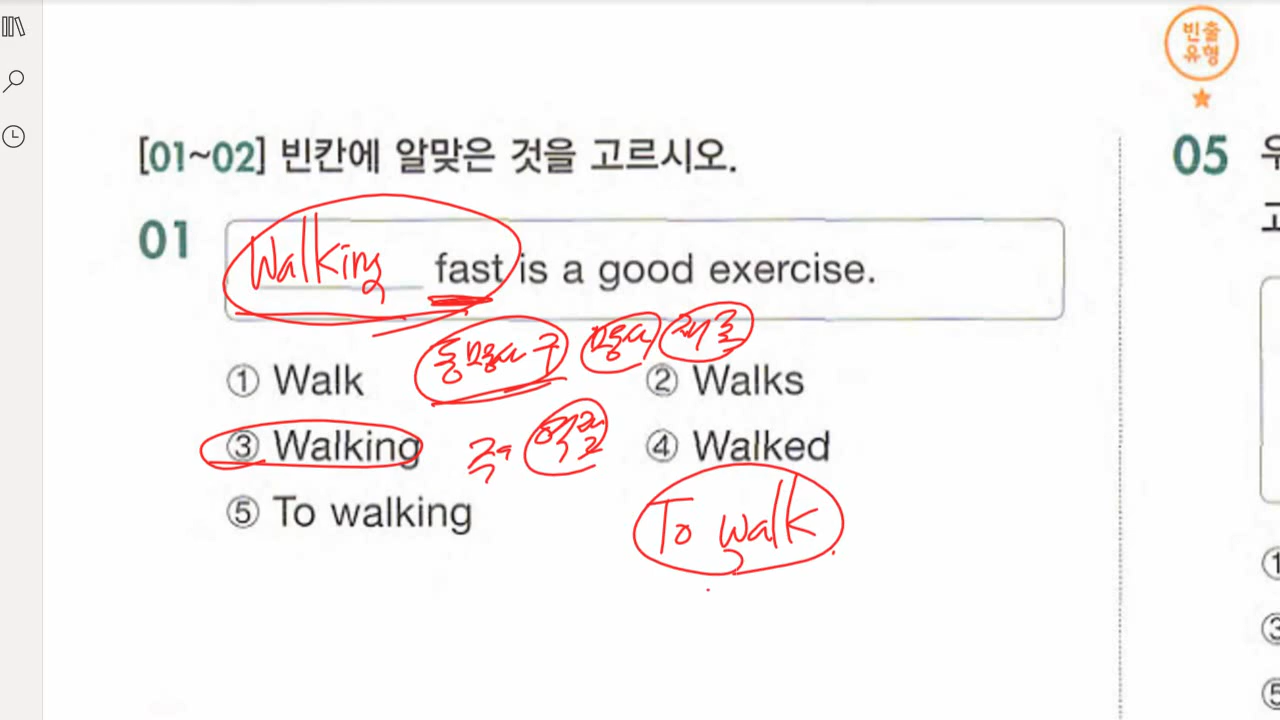 빈출
유형
[01~02] 빈칸에 알맞은 것을 고르시오.
05
01
Walking fast is a good exercise.
동명사구 명사 재료
① Walk
② Walks
③ Walking
주어 역할
④ Walked
⑤ To walking
To walk